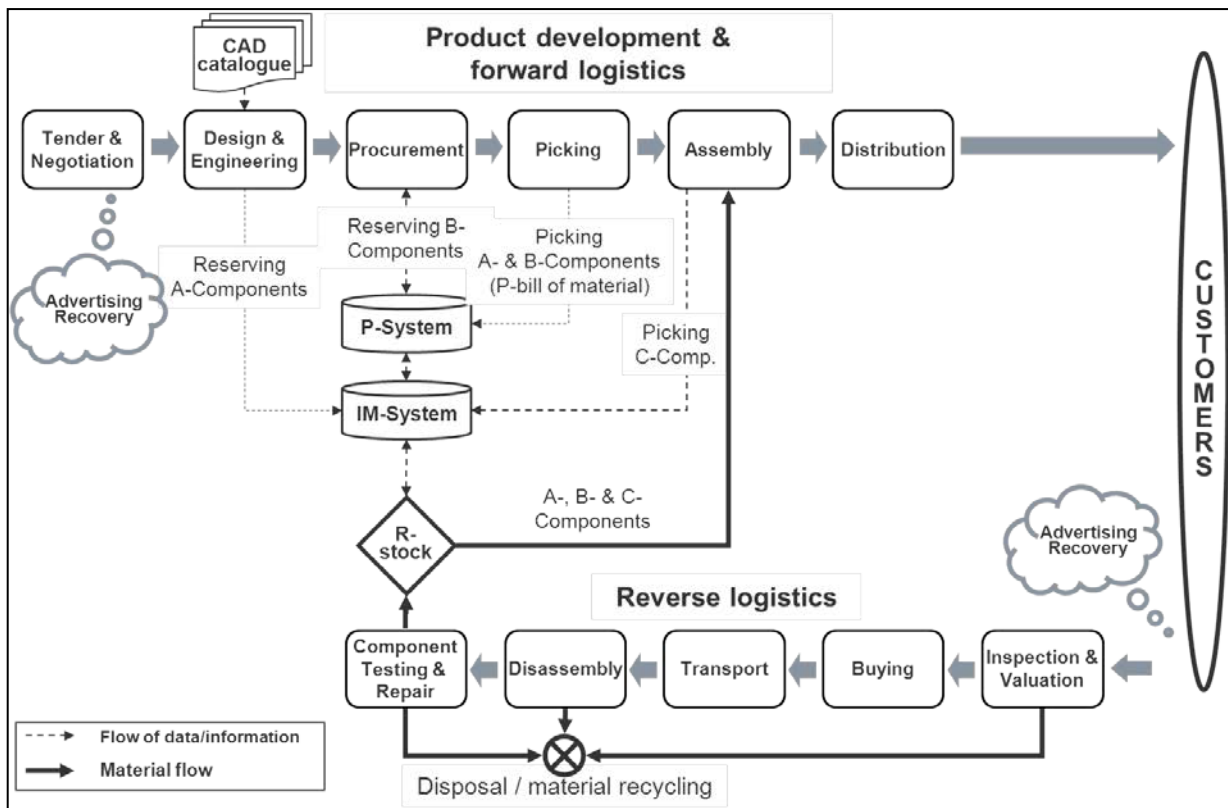 CAD
catalogue
Product development &
forward logistics
Tender &
Negotiation
Design &
Engineering
Procurement
Picking
Assembly
Distribution
Reserving
A-Components
Reserving B-
Components
Picking
A- & B-Components
(P-bill of material)
Picking
C-Comp.
Advertising
Recovery
P-System
IM-System
R-
stock
A-, B- & C-
Components
CUSTOMERS
Advertising
Recovery
Reverse logistics
Component
Testing &
Repair
Disassembly
Transport
Buying
Inspection &
Valuation
Flow of data/information
Material flow
Disposal / material recycling